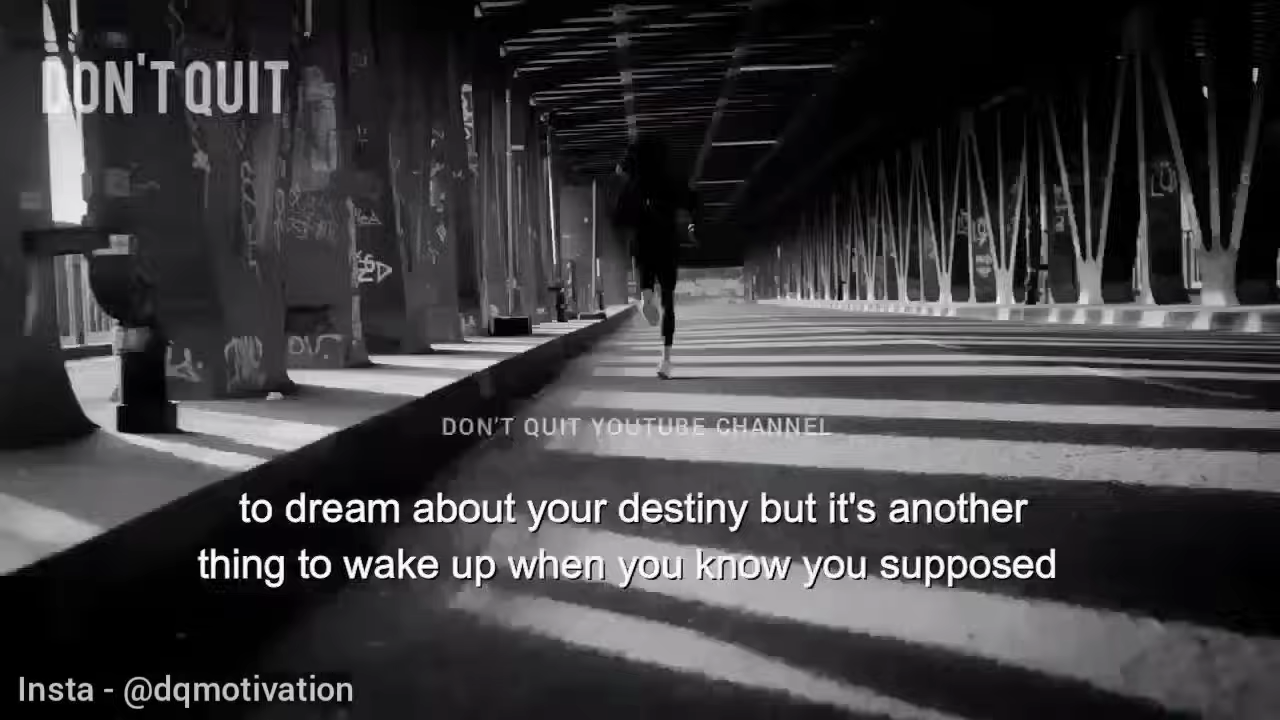 DON'T QUIT
DON'T QUIT YOUTUBE CHANNEL
to dream about your destiny but it's another
thing to wake up when you know you supposed
Insta - @dqmotivation